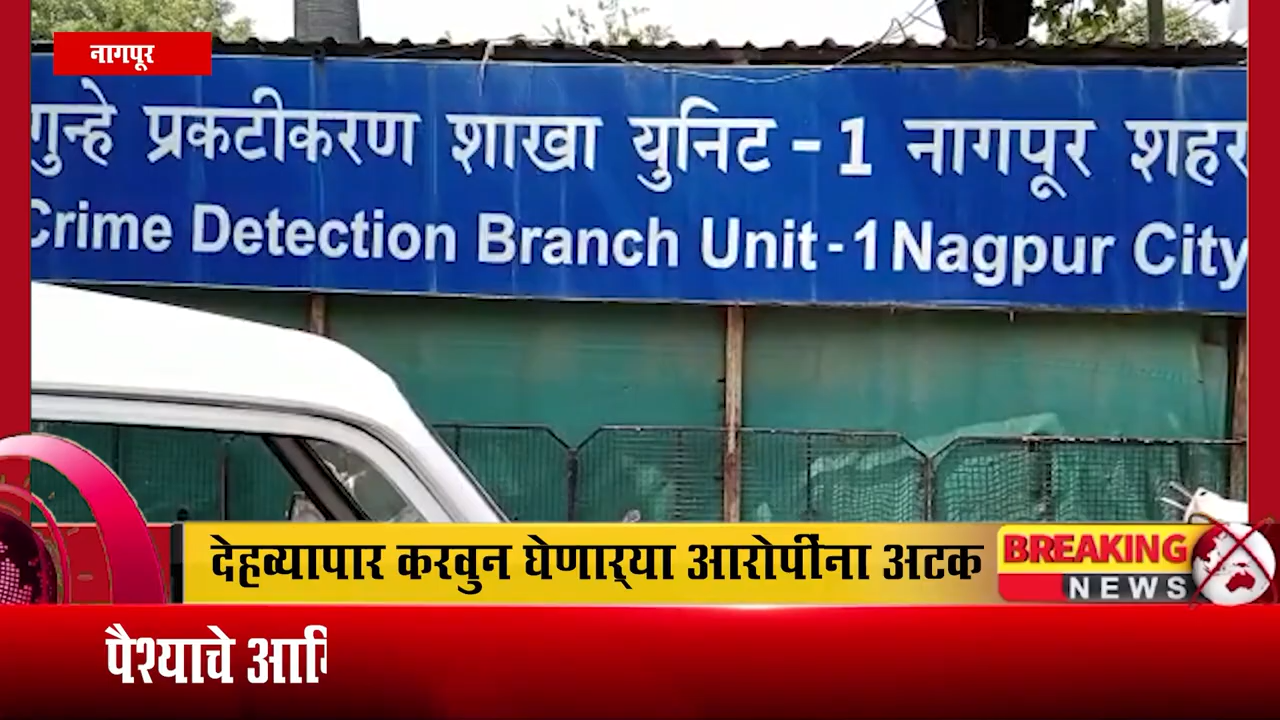 नागपूर
गुन्हे प्रकटीकरण शाखा युनिट - 1 नागपूर शहर
Crime Detection Branch Unit - 1 Nagpur City
देहव्यापार करवुन घेणाऱ्या आरोपींना अटक
BREAKING
NEWS
पैश्याचे